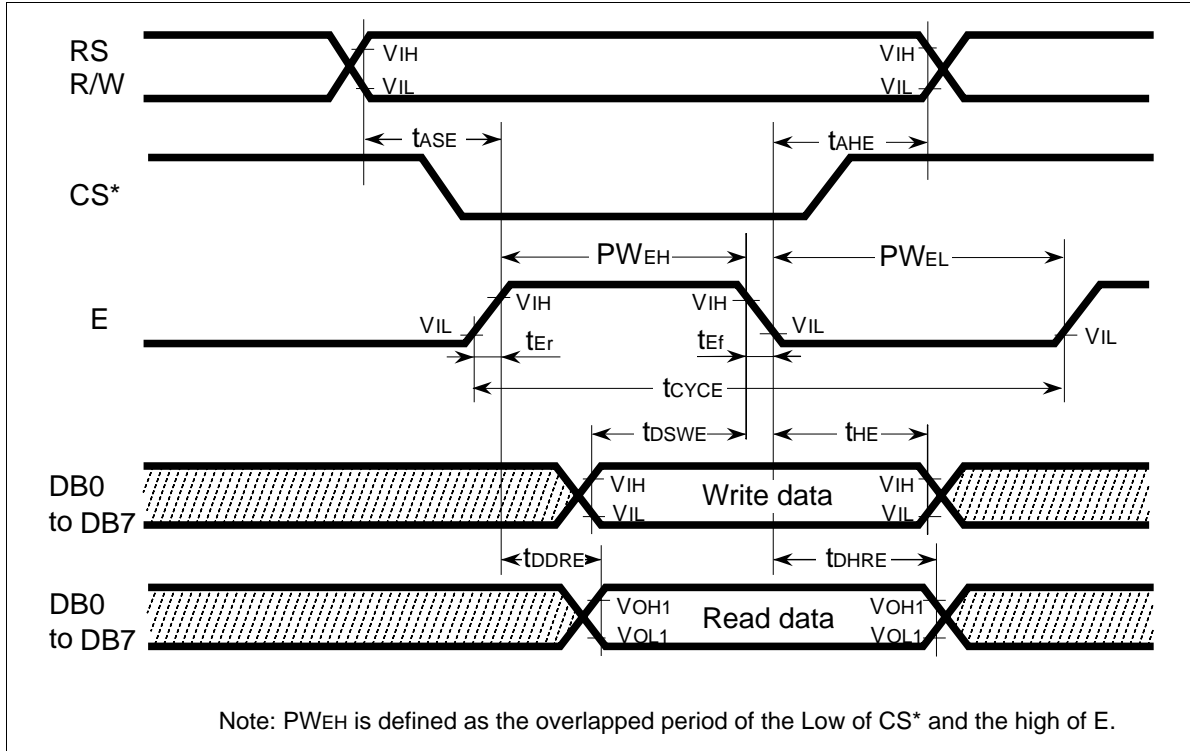 RS
R/W
VIH
VIL
VIH
VIL
tASE
tAHE
CS*
PWEH
PWEL
E
VIL
VIH
VIH
VIL
VIL
tEr
tEf
tCYCE
tDSWE
tHE
DB0
to DB7
VIH
VIL
Write data
VIH
VIL
tDDRE
tDHRE
DB0
to DB7
VOH1
VOL1
Read data
VOH1
VOL1
Note: PWEH is defined as the overlapped period of the Low of CS* and the high of E.